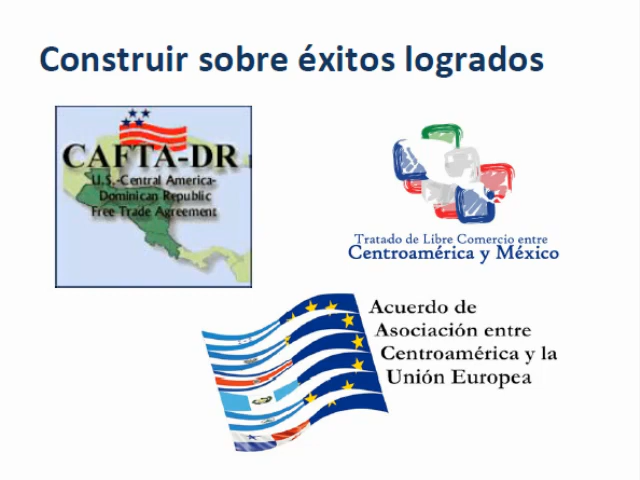 Construir sobre éxitos logrados
CAFTA-DR
U.S.-Central America-
Dominican Republic
Free Trade Agreement
Tratado de Libre Comercio entre
Centroamérica y México
Acuerdo de
Asociación entre
Centroamérica y la
Unión Europea